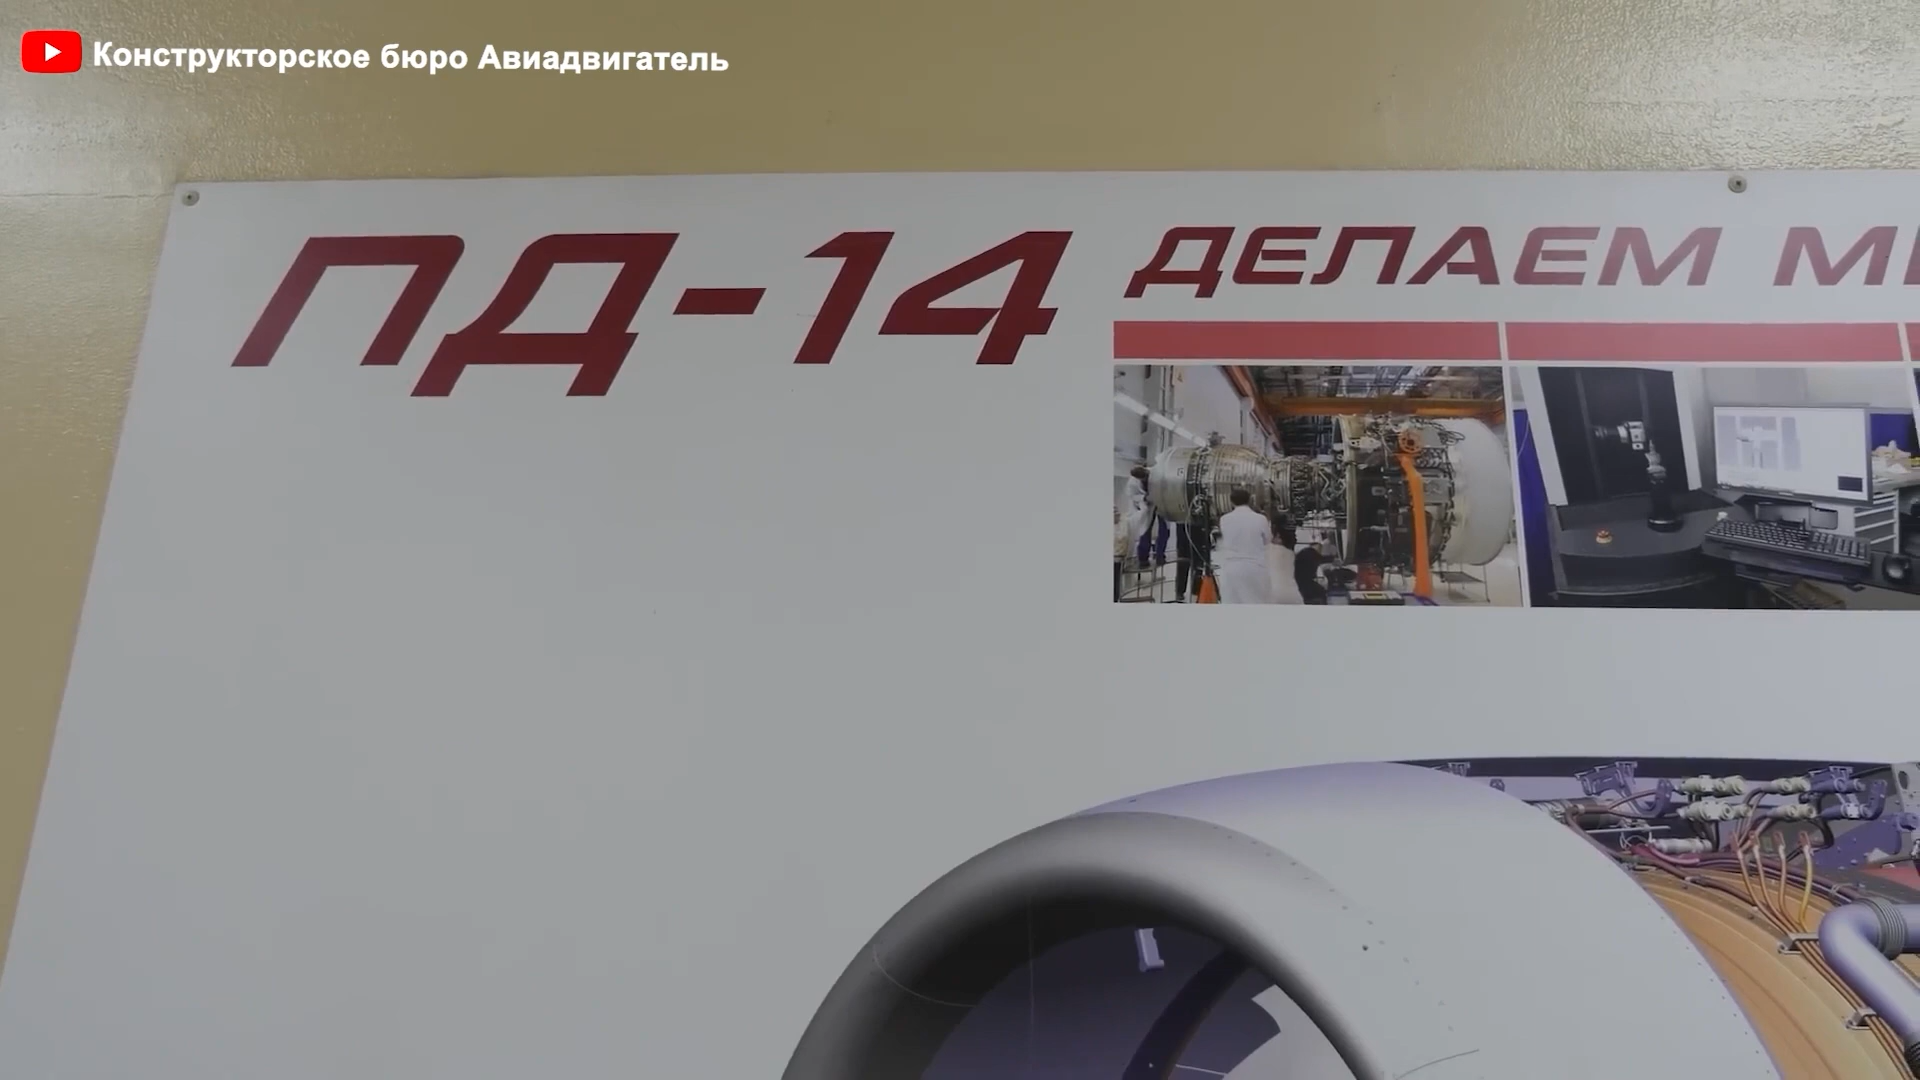 Конструкторское бюро Авиадвигатель
ПД-14
ДЕЛАЕМ